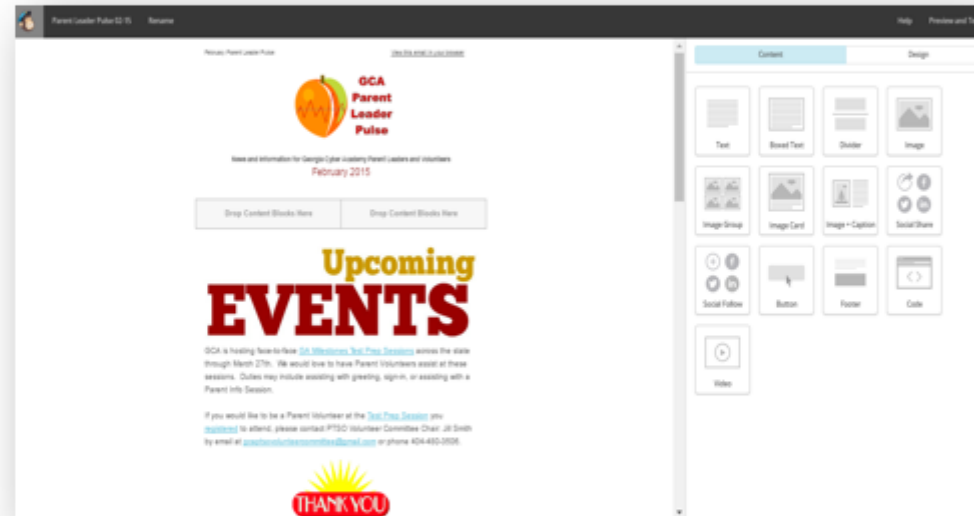 Parent Leader Pulse 02-15 Rename Help Preview and Te
February Parent Leader Pulse View this email in your browser
Content Design
GCA
Parent
Leader
Pulse
News and Information for Georgia Cyber Academy Parent Leaders and Volunteers
February 2015
Text Boxed Text Divider Image
Drop Content Blocks Here Drop Content Blocks Here
Image Group Image Card Image + Caption Social Share
Upcoming
EVENTS
Social Follow Button Footer Code
GCA is hosting face-to-face GA Milestones Test Prep Sessions across the state
through March 27th. We would love to have Parent Volunteers assist at these
sessions. Duties may include assisting with greeting, sign-in, or assisting with a
Parent Info Session.
Video
If you would like to be a Parent Volunteer at the Test Prep Session you
registered to attend, please contact PTSO Volunteer Committee Chair: Jill Smith
by email at gcaptsovolunteercommittee@gmail.com or phone
THANK YOU